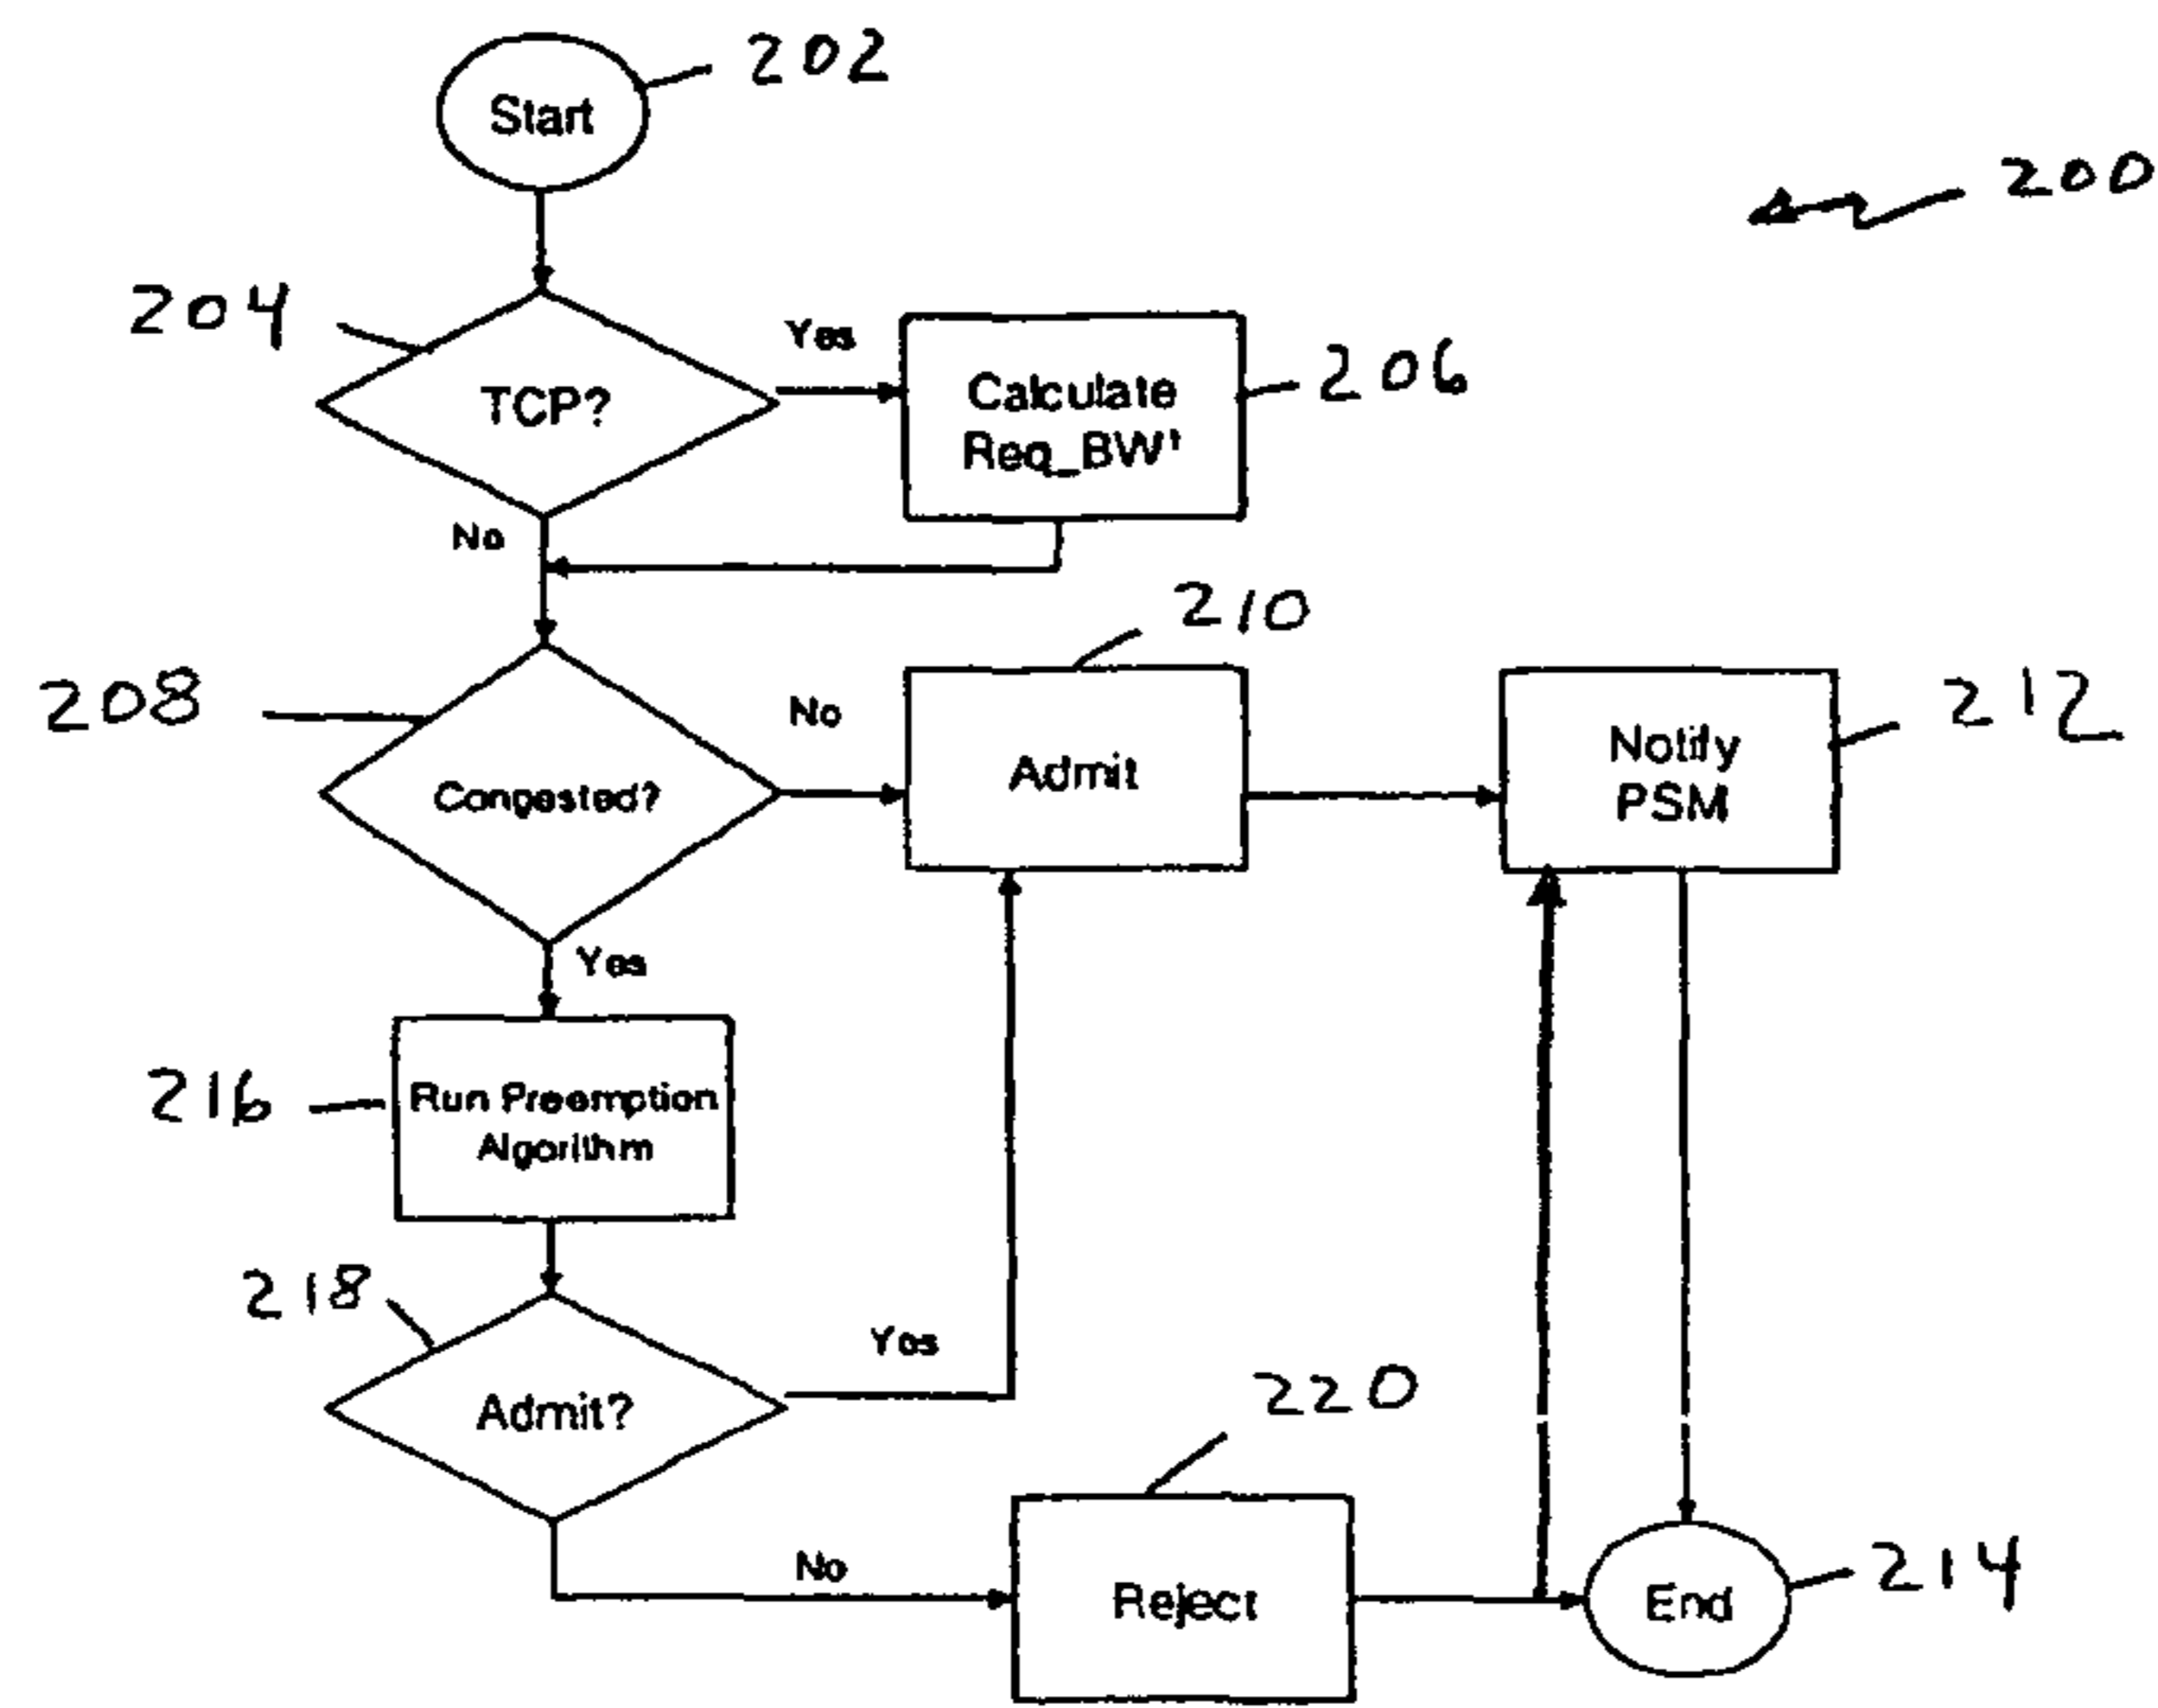 202
Start
200
204
Yes
TCP?
Calculate
Req_BW'
206
No
210
208
No
Congested?
Admit
Notify
PSM
212
Yes
216
Run Preemption
Algorithm
218
Yes
Admit?
220
No
Reject
End
214